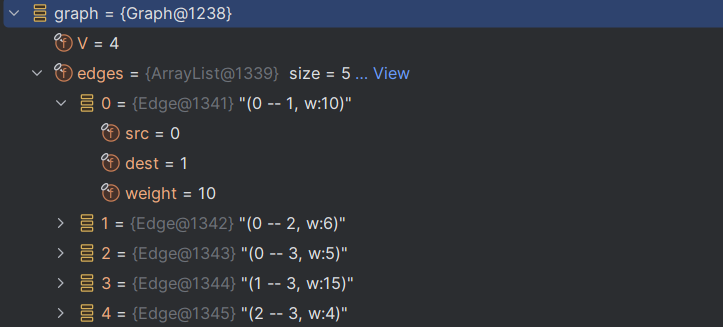 graph = {Graph@1238}
V = 4
edges = {ArrayList@1339} size = 5 ... View
0 = {Edge@1341} "(0 -- 1, w:10)"
src = 0
dest = 1
weight = 10
1 = {Edge@1342} "(0 -- 2, w:6)"
2 = {Edge@1343} "(0 -- 3, w:5)"
3 = {Edge@1344} "(1 -- 3, w:15)"
4 = {Edge@1345} "(2 -- 3, w:4)"